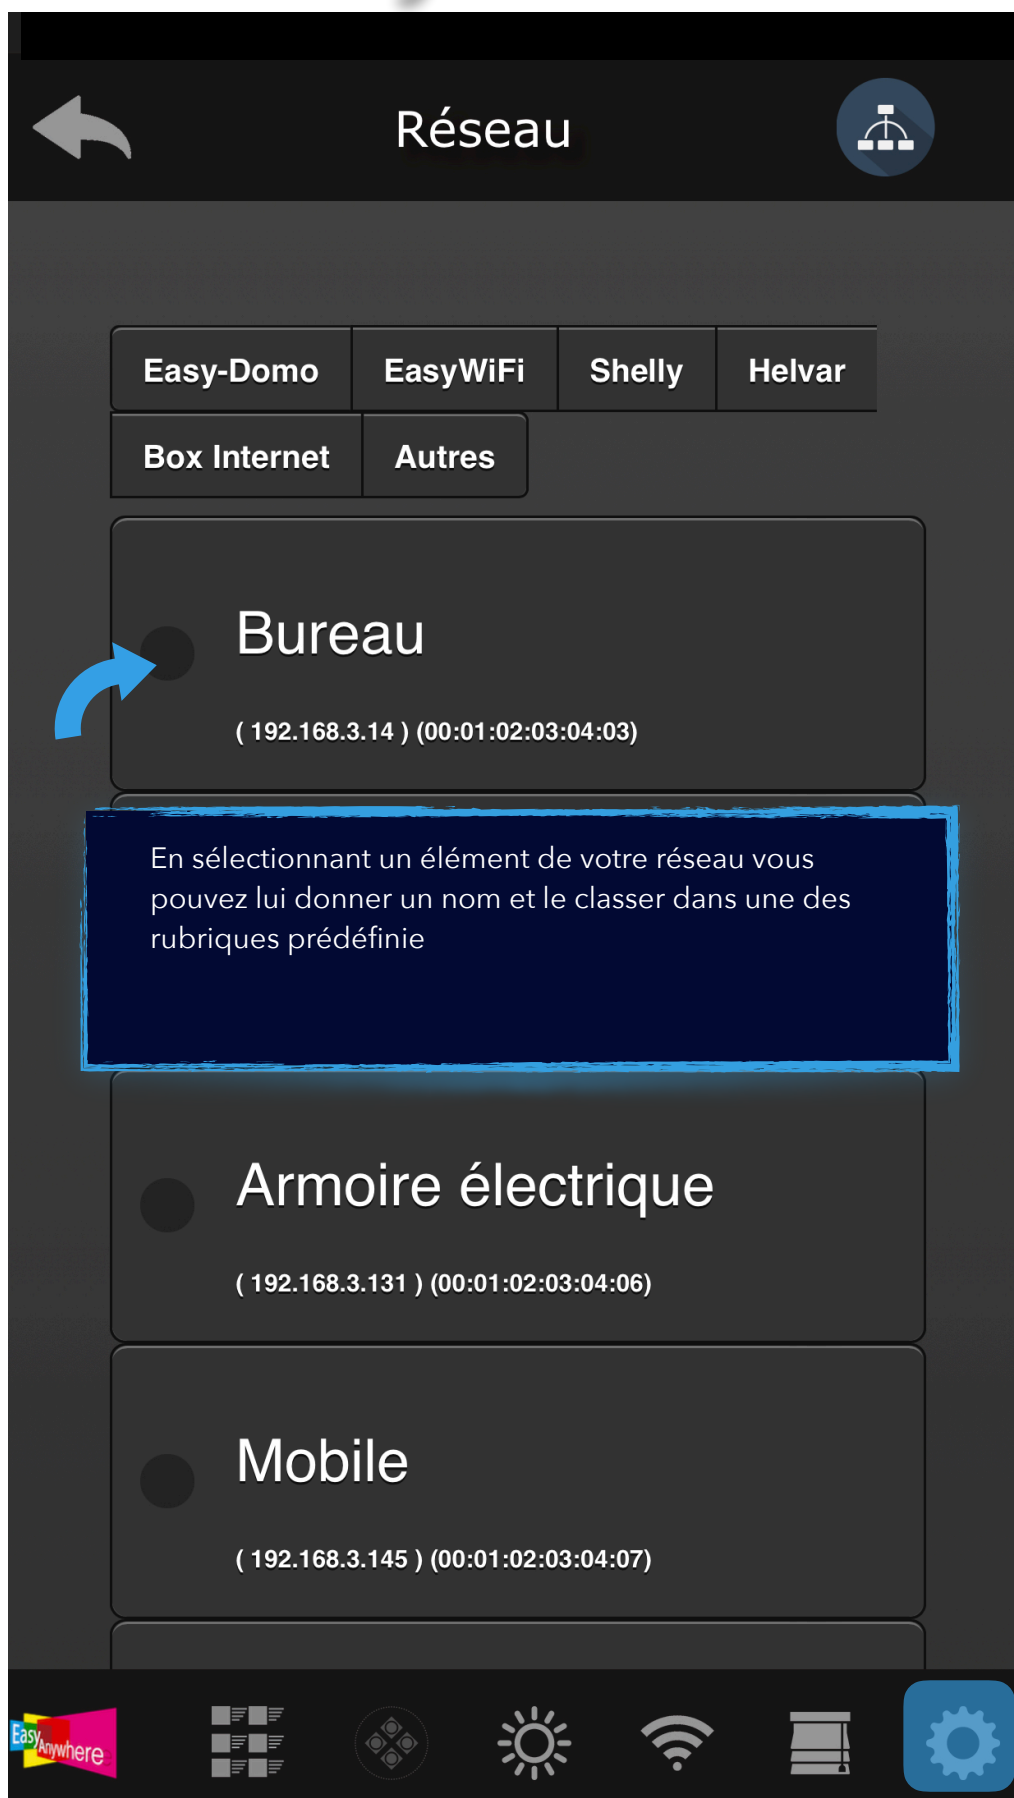 Réseau
Easy-Domo EasyWiFi Shelly Helvar
Box Internet Autres
Bureau
( 192.168.3.14 ) (00:01:02:03:04:03)
En sélectionnant un élément de votre réseau vous
pouvez lui donner un nom et le classer dans une des
rubriques prédéfinie
Armoire électrique
( 192.168.3.131 ) (00:01:02:03:04:06)
Mobile
( 192.168.3.145 ) (00:01:02:03:04:07)
Easy
Anywhere